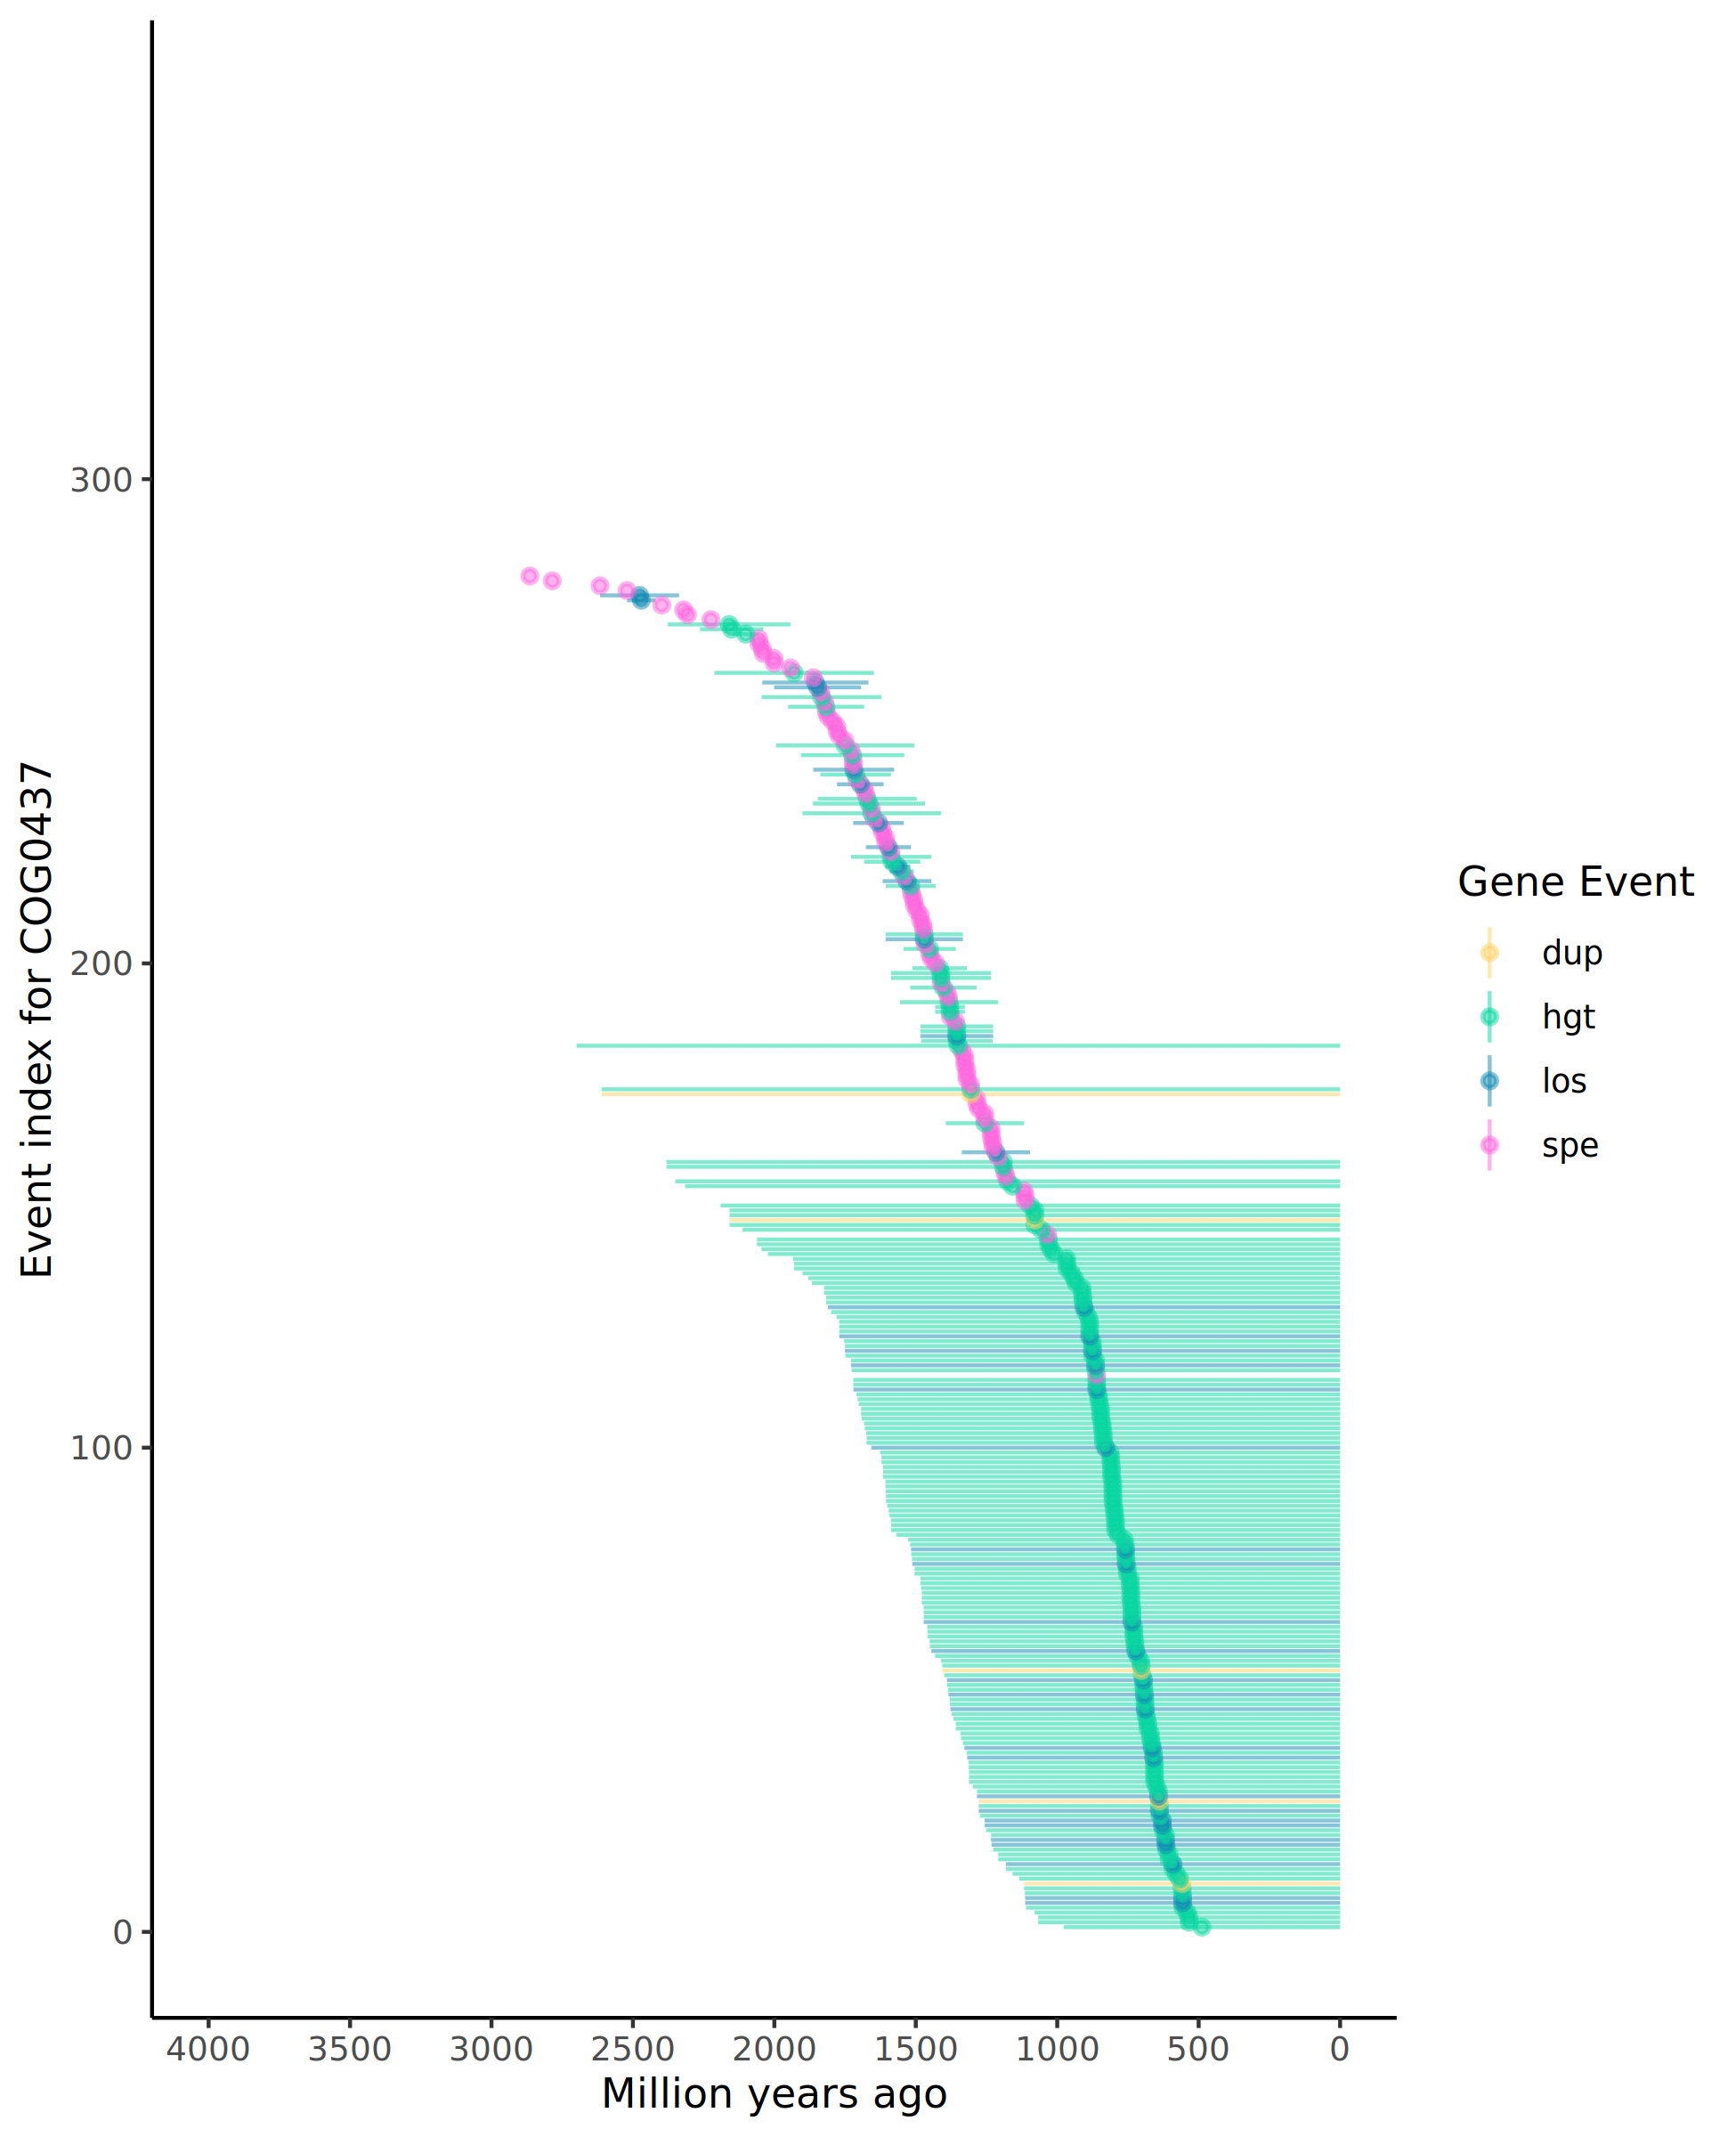 Event index for COG0437
300
200
100
0
4000 3500 3000 2500 2000 1500 1000 500 0
Million years ago
Gene Event
dup
hgt
los
spe